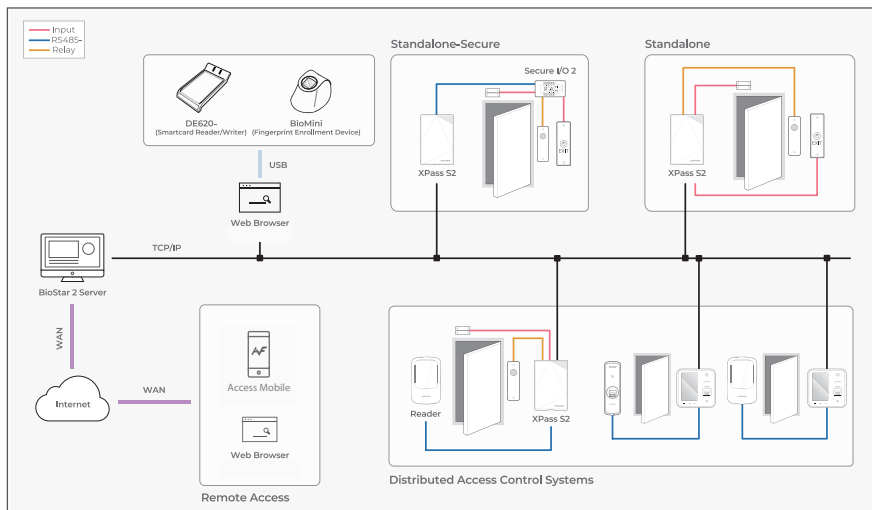 Input
RS485-
Relay
DE620-
(Smartcard Reader/Writer)
BioMini
(Fingerprint Enrollment Device)
USB
Web Browser
TCP/IP
BioStar 2 Server
WAN
Internet
WAN
Access Mobile
Web Browser
Remote Access
Standalone-Secure
Secure I/O 2
EXIT
XPass S2
Standalone
EXIT
XPass S2
Reader
XPass S2
Distributed Access Control Systems